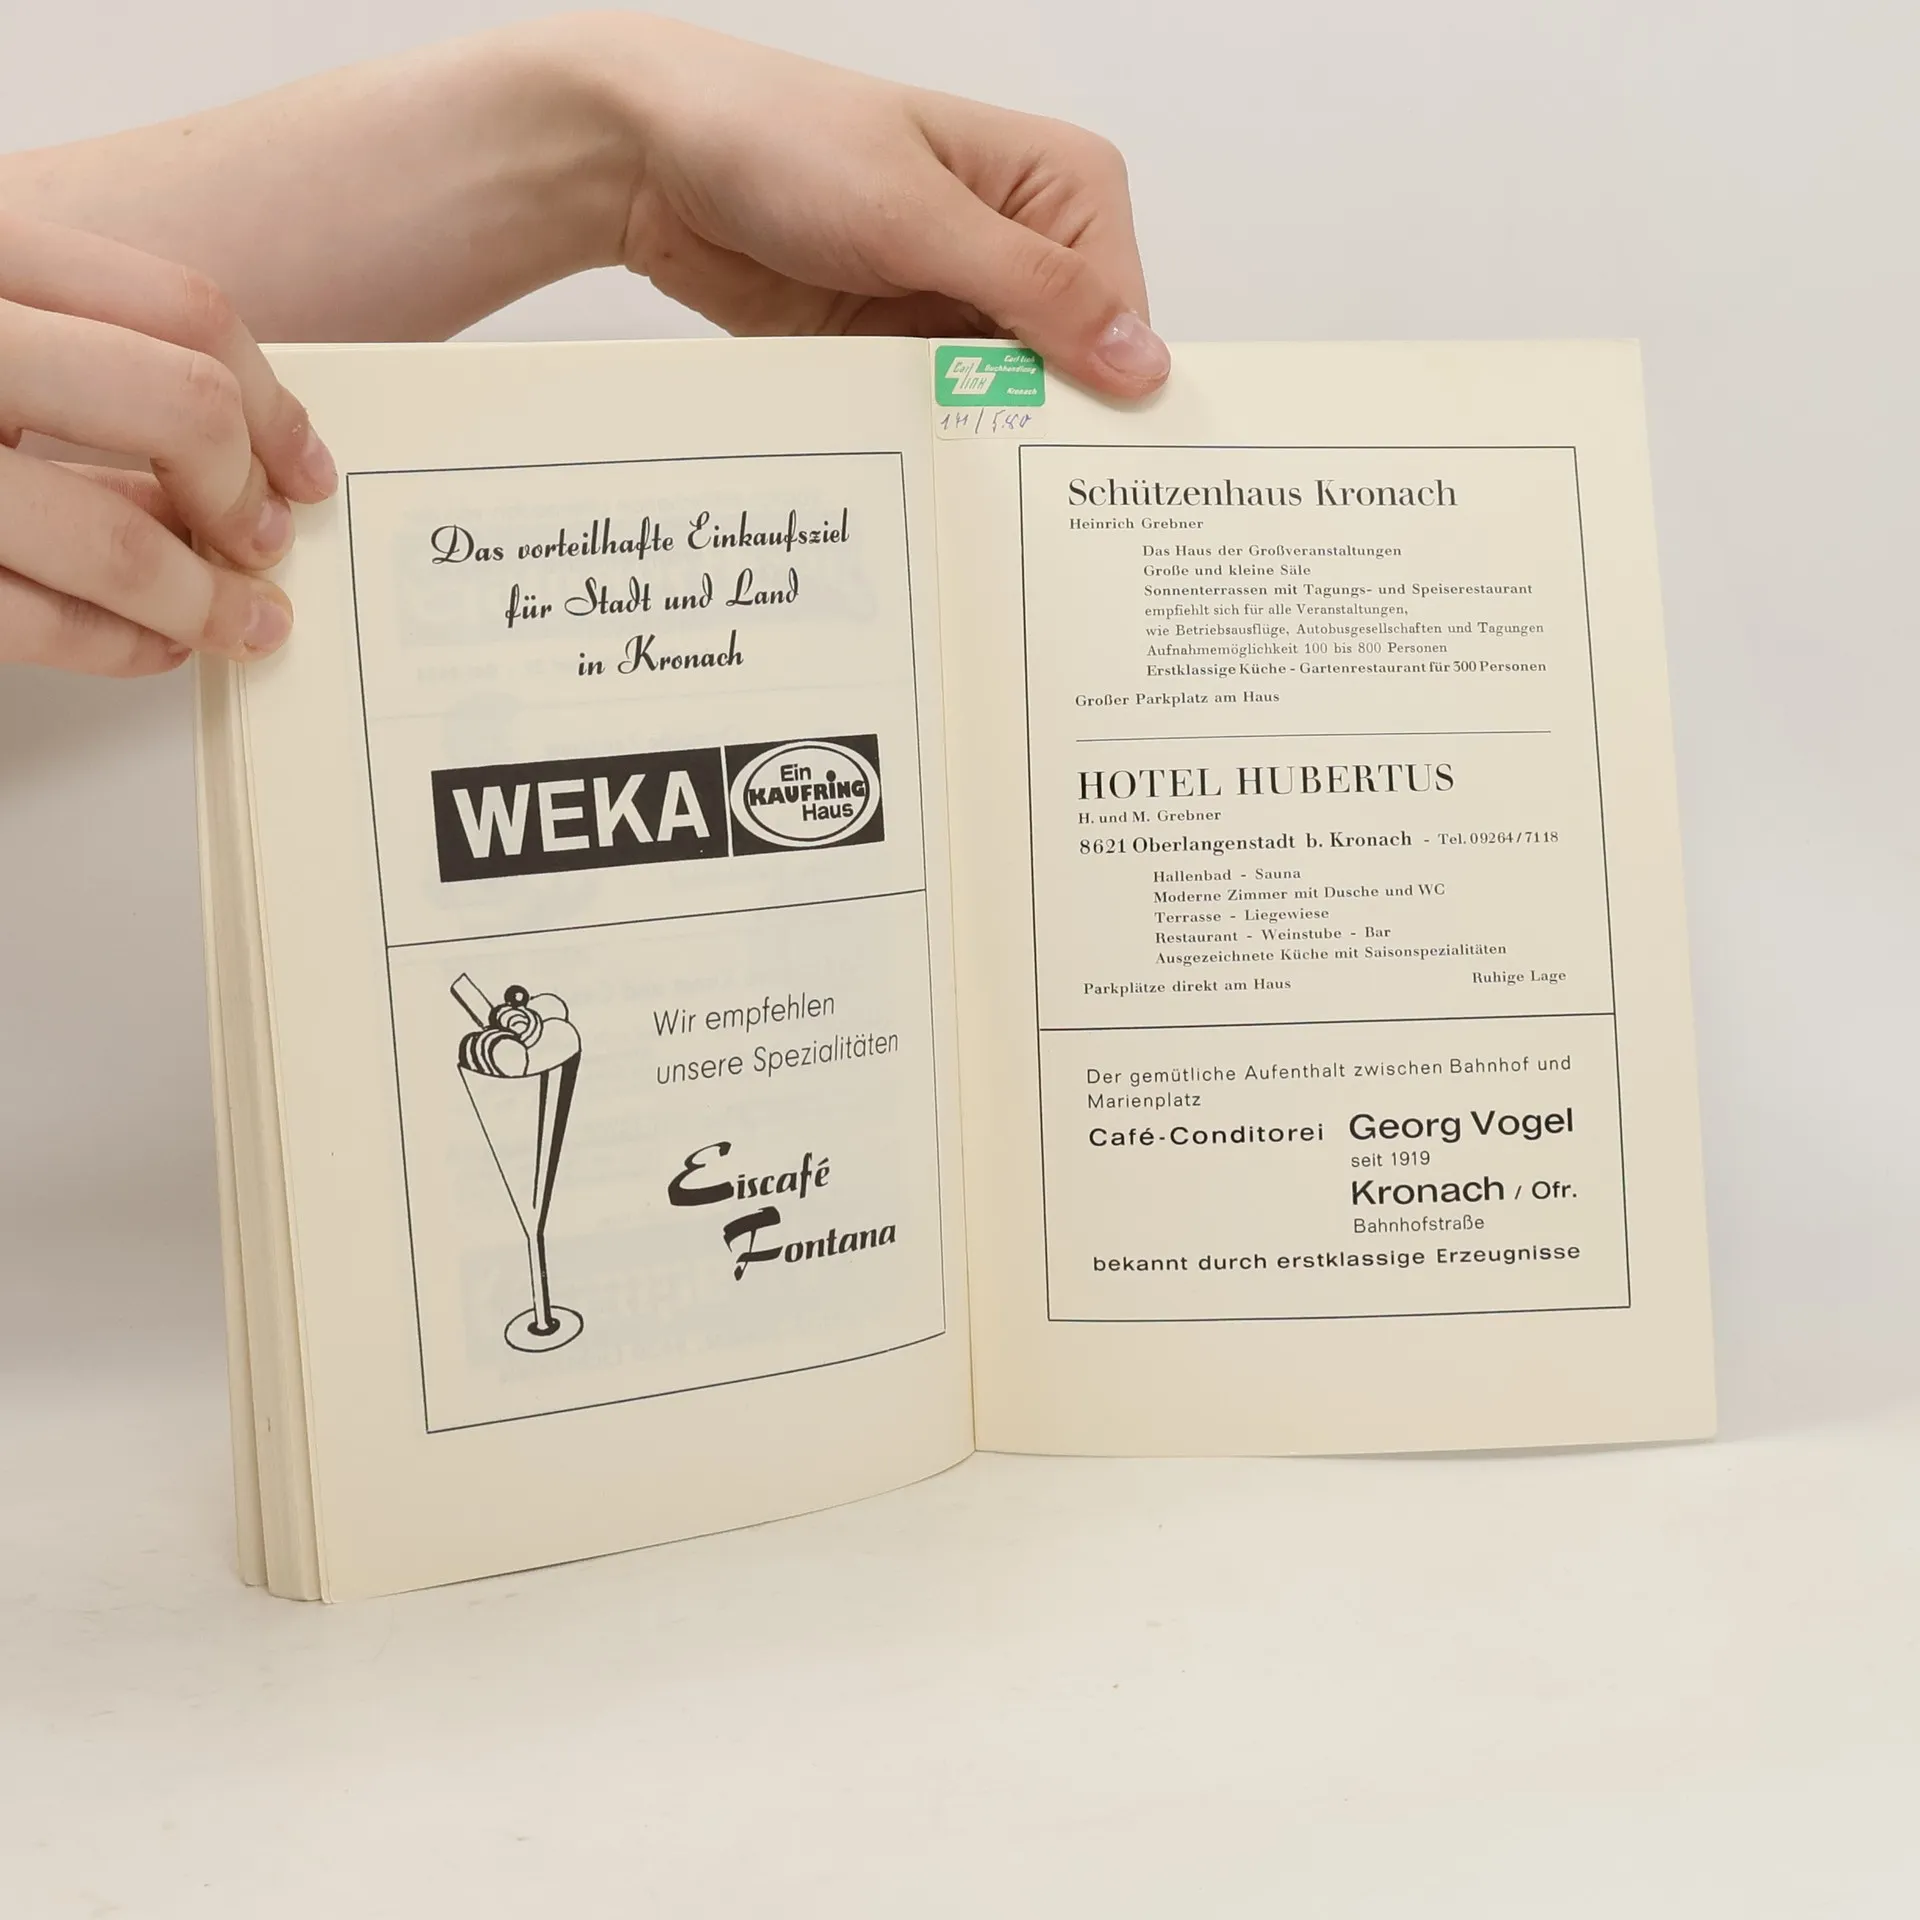 Das vorteilhafte Einkaufsziel
für Stadt und Land
in Kronach
WEKA
Ein
KAUFRING
Haus
Wir empfehlen
unsere Spezialitäten
Eiscafé
Fontana
Carl Link
Carl Link
Buchhandlung
Kronach
5.80
Schützenhaus Kronach
Heinrich Grebner
Das Haus der Großveranstaltungen
Große und kleine Säle
Sonnenterrassen mit Tagungs- und Speiserestaurant
empfiehlt sich für alle Veranstaltungen,
wie Betriebsausflüge, Autobusgesellschaften und Tagungen
Aufnahmemöglichkeit 100 bis 800 Personen
Erstklassige Küche - Gartenrestaurant für 300 Personen
Großer Parkplatz am Haus
HOTEL HUBERTUS
H. und M. Grebner
8621 Oberlangenstadt b. Kronach - Tel. 09264/7118
Hallenbad - Sauna
Moderne Zimmer mit Dusche und WC
Terrasse - Liegewiese
Restaurant - Weinstube - Bar
Ausgezeichnete Küche mit Saisonspezialitäten
Parkplätze direkt am Haus Ruhige Lage
Der gemütliche Aufenthalt zwischen Bahnhof und
Marienplatz
Café-Conditorei Georg Vogel
seit 1919
Kronach / Ofr.
Bahnhofstraße
bekannt durch erstklassige Erzeugnisse